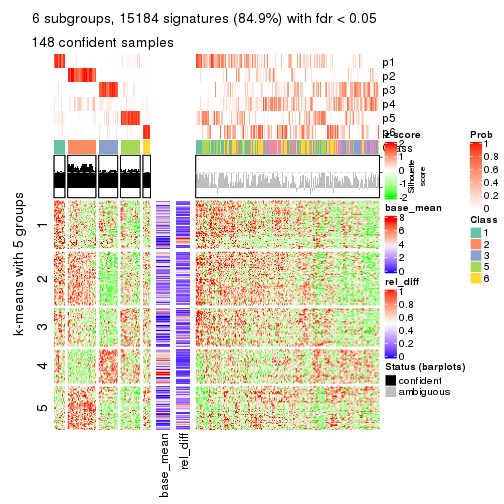 6 subgroups, 15184 signatures (84.9%) with fdr < 0.05
148 confident samples
p1
p2
p3
p4
p5
p6
z_score
Class
2
1
0
-1
-2
Silhouette
score
Prob
1
0.8
0.6
0.4
0.2
0
base_mean
8
6
4
2
0
Class
1
2
3
5
6
rel_diff
1
0.8
0.6
0.4
0.2
0
Status (barplots)
confident
ambiguous
k-means with 5 groups
1
2
3
4
5
base_mean
rel_diff